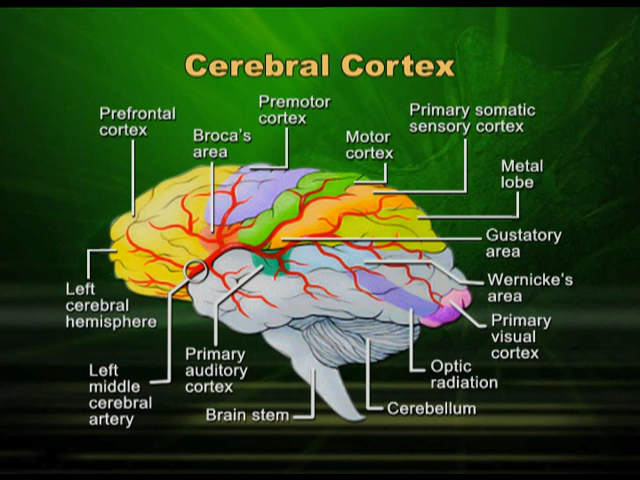 Cerebral Cortex
Prefrontal
cortex
Broca's
area
Premotor
cortex
Motor
cortex
Primary somatic
sensory cortex
Metal
lobe
Gustatory
area
Wernicke's
area
Primary
visual
cortex
Optic
radiation
Cerebellum
Brain stem
Primary
auditory
cortex
Left
middle
cerebral
artery
Left
cerebral
hemisphere